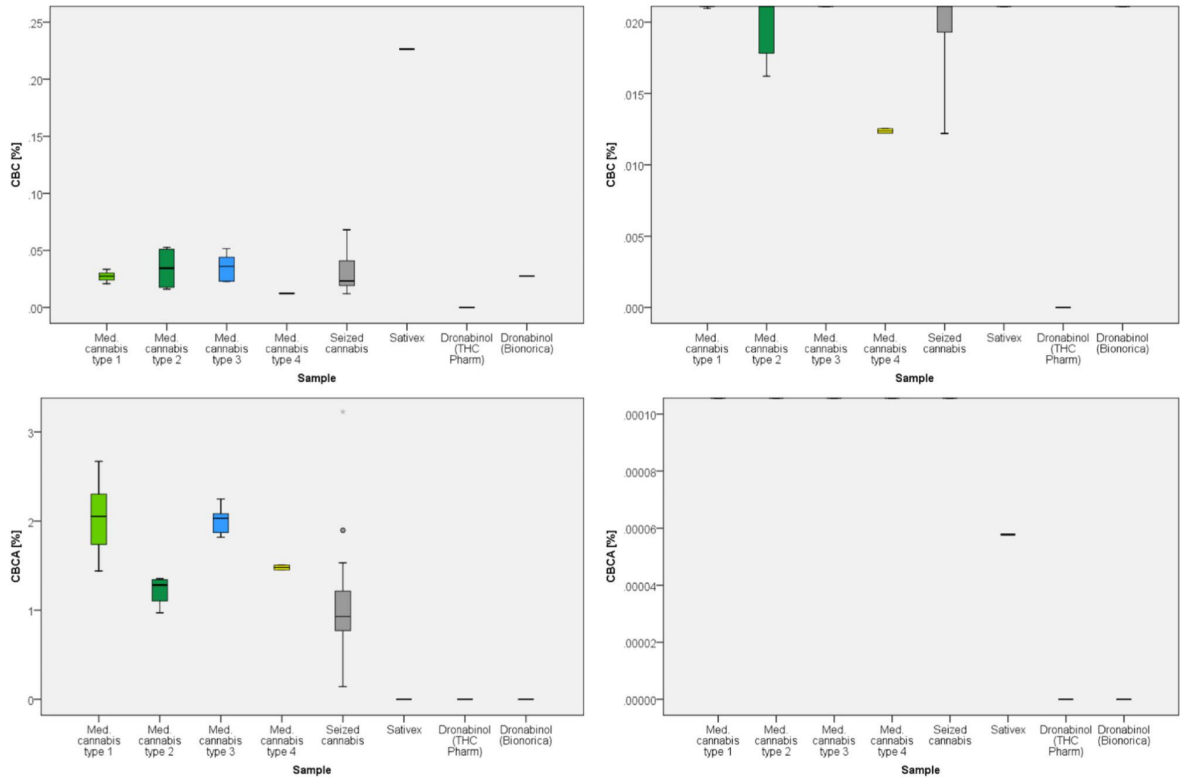 CBC [%]
.25
.20
.15
.10
.05
.00
Med. cannabis type 1
Med. cannabis type 2
Med. cannabis type 3
Med. cannabis type 4
Seized cannabis
Sativex
Dronabinol (THC Pharm)
Dronabinol (Bionorica)
Sample
CBC [%]
.020
.015
.010
.005
.000
Med. cannabis type 1
Med. cannabis type 2
Med. cannabis type 3
Med. cannabis type 4
Seized cannabis
Sativex
Dronabinol (THC Pharm)
Dronabinol (Bionorica)
Sample
CBCA [%]
3
2
1
0
Med. cannabis type 1
Med. cannabis type 2
Med. cannabis type 3
Med. cannabis type 4
Seized cannabis
Sativex
Dronabinol (THC Pharm)
Dronabinol (Bionorica)
Sample
CBCA [%]
.00010
.00008
.00006
.00004
.00002
.00000
Med. cannabis type 1
Med. cannabis type 2
Med. cannabis type 3
Med. cannabis type 4
Seized cannabis
Sativex
Dronabinol (THC Pharm)
Dronabinol (Bionorica)
Sample